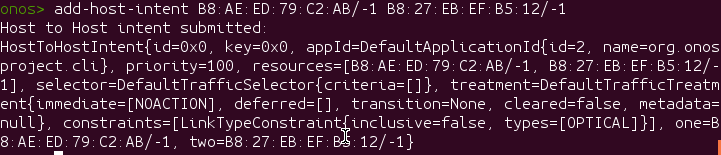 onos> add-host-intent B8:AE:ED:79:C2:AB/-1 B8:27:EB:EF:B5:12/-1
Host to Host intent submitted:
HostToHostIntent{id=0x0, key=0x0, appId=DefaultApplicationId{id=2, name=org.onos
project.cli}, priority=100, resources=[B8:AE:ED:79:C2:AB/-1, B8:27:EB:EF:B5:12/-
1], selector=DefaultTrafficSelector{criteria=[]}, treatment=DefaultTrafficTreatm
ent{immediate=[NOACTION], deferred=[], transition=None, cleared=false, metadata=
null}, constraints=[LinkTypeConstraint{inclusive=false, types=[OPTICAL]}], one=B
8:AE:ED:79:C2:AB/-1, two=B8:27:EB:EF:B5:12/-1}